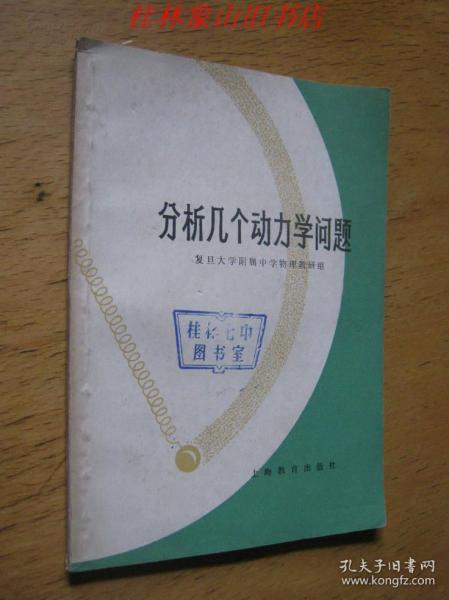 桂林象山旧书店
分析几个动力学问题
复旦大学附属中学物理教研组
桂林七中
图书室
上海教育出版社
孔夫子旧书网
www.kongfz.com